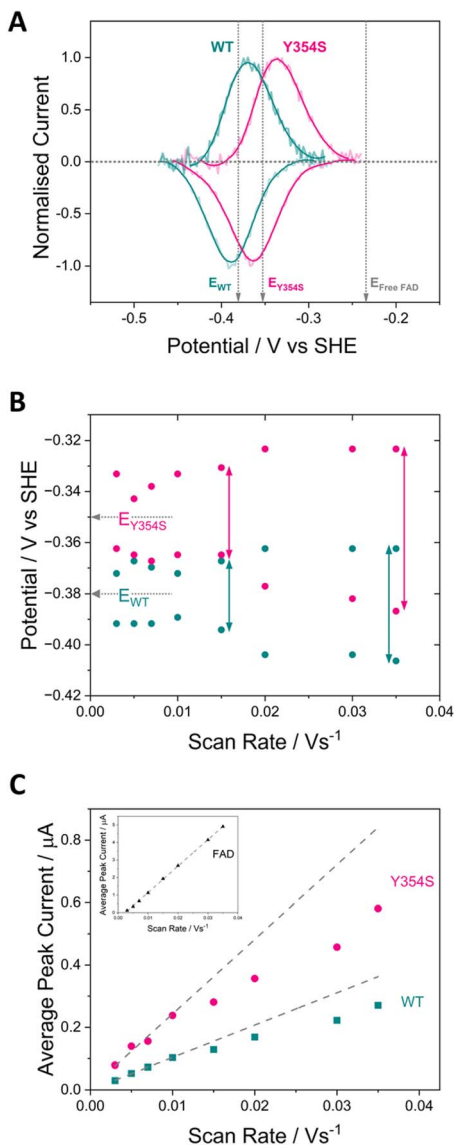 A
WT
Y354S
1.0
0.5
0.0
-0.5
-1.0
Normalised Current
E_WT
E_Y354S
E_Free FAD
-0.5
-0.4
-0.3
-0.2
Potential / V vs SHE
B
−0.32
−0.34
−0.36
−0.38
−0.40
−0.42
Potential / V vs SHE
E_Y354S
E_WT
0.00
0.01
0.02
0.03
0.04
Scan Rate / Vs⁻¹
C
0.8
0.6
0.4
0.2
0.0
Average Peak Current / µA
5
4
3
2
1
0
Average Peak Current / µA
FAD
0.00
0.01
0.02
0.03
0.04
Scan Rate / Vs⁻¹
Y354S
WT
0.00
0.01
0.02
0.03
0.04
Scan Rate / Vs⁻¹